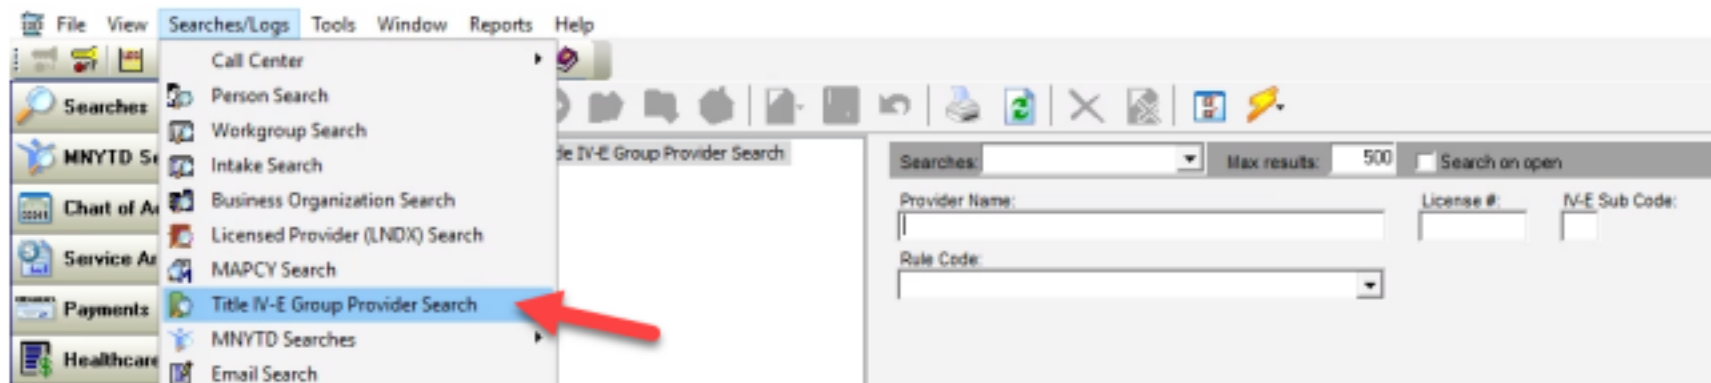 File View Searches/Logs Tools Window Reports Help
Call Center
Searches
Person Search
Workgroup Search
MNYTD
Intake Search
Title IV-E Group Provider Search
Chart of
Business Organization Search
Licensed Provider (LNDX) Search
Service
MAPCY Search
Payments
Title IV-E Group Provider Search
MNYTD Searches
Healthcare
Email Search
Searches: Max results: 500 Search on open
Provider Name: License #: IV-E Sub Code:
Rule Code: